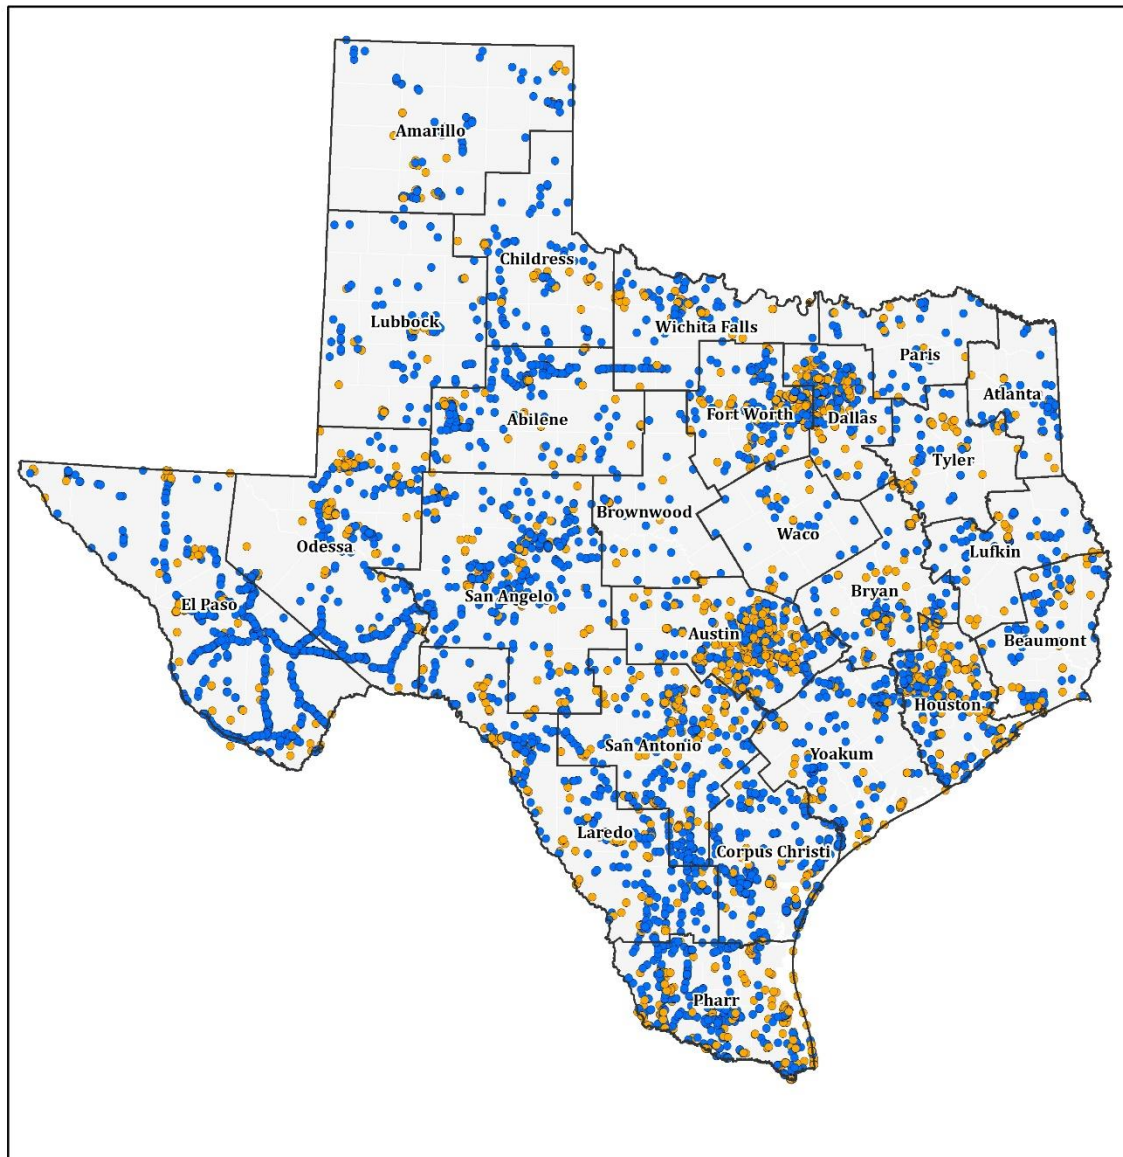 Amarillo
Childress
Lubbock
Wichita Falls
Paris
Atlanta
Abilene
Fort Worth
Dallas
Tyler
Brownwood
Waco
Odessa
Lufkin
El Paso
San Angelo
Bryan
Austin
Beaumont
Houston
San Antonio
Yoakum
Laredo
Corpus Christi
Pharr